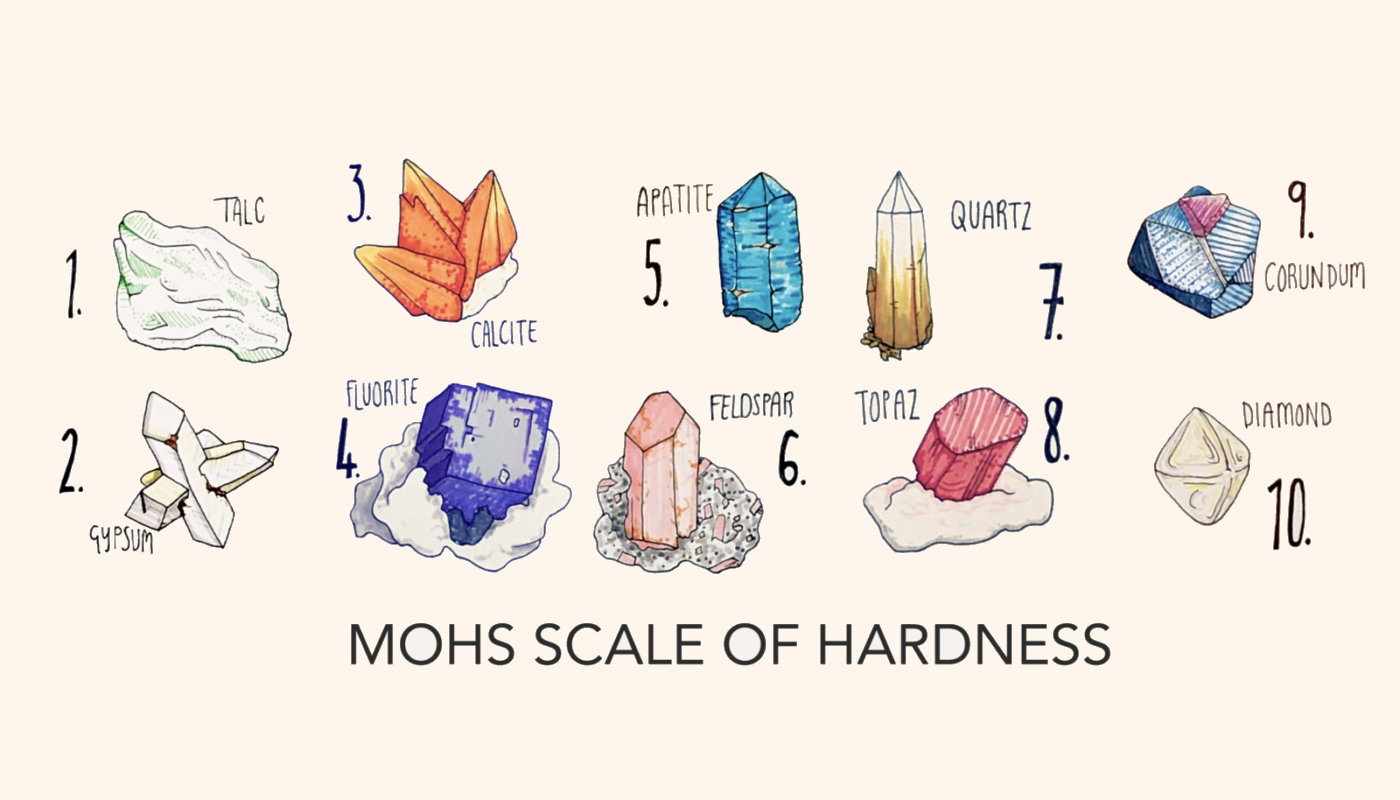 1.
TALC
2.
GYPSUM
3.
CALCITE
FLUORITE
4.
APATITE
5.
FELDSPAR
6.
QUARTZ
7.
TOPAZ
8.
9.
CORUNDUM
DIAMOND
10.
MOHS SCALE OF HARDNESS